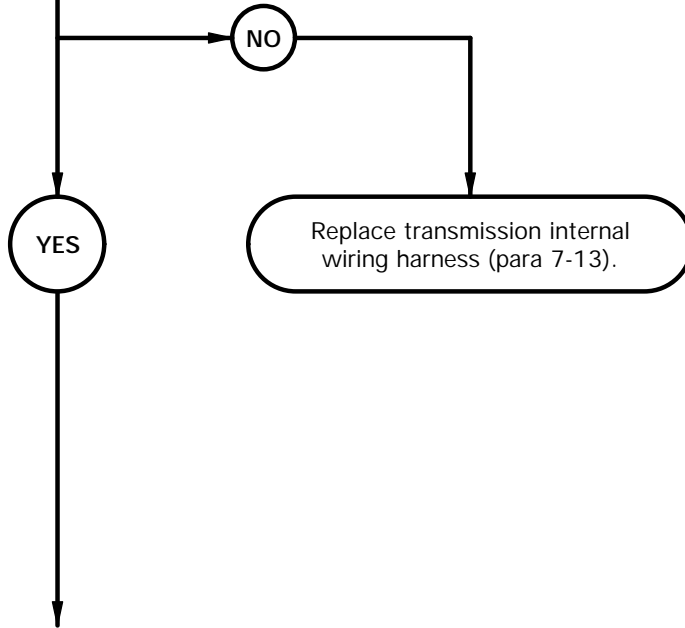 NO
YES
Replace transmission internal
wiring harness (para 7-13).